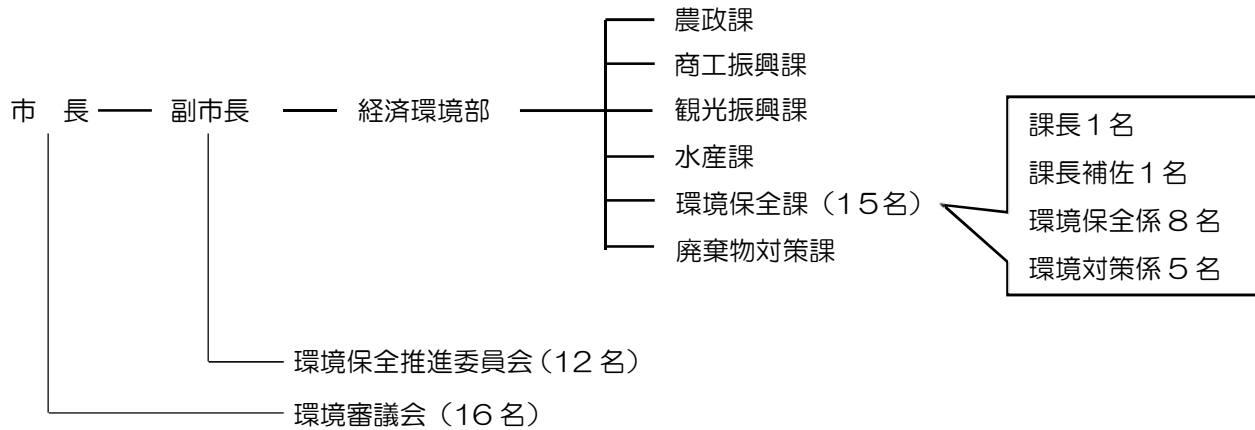 農政課
商工振興課
市　長 副市長 経済環境部 観光振興課
水産課
環境保全課（１５名）
廃棄物対策課
課長１名
課長補佐１名
環境保全係８名
環境対策係５名
環境保全推進委員会（12 名）
環境審議会（16 名）